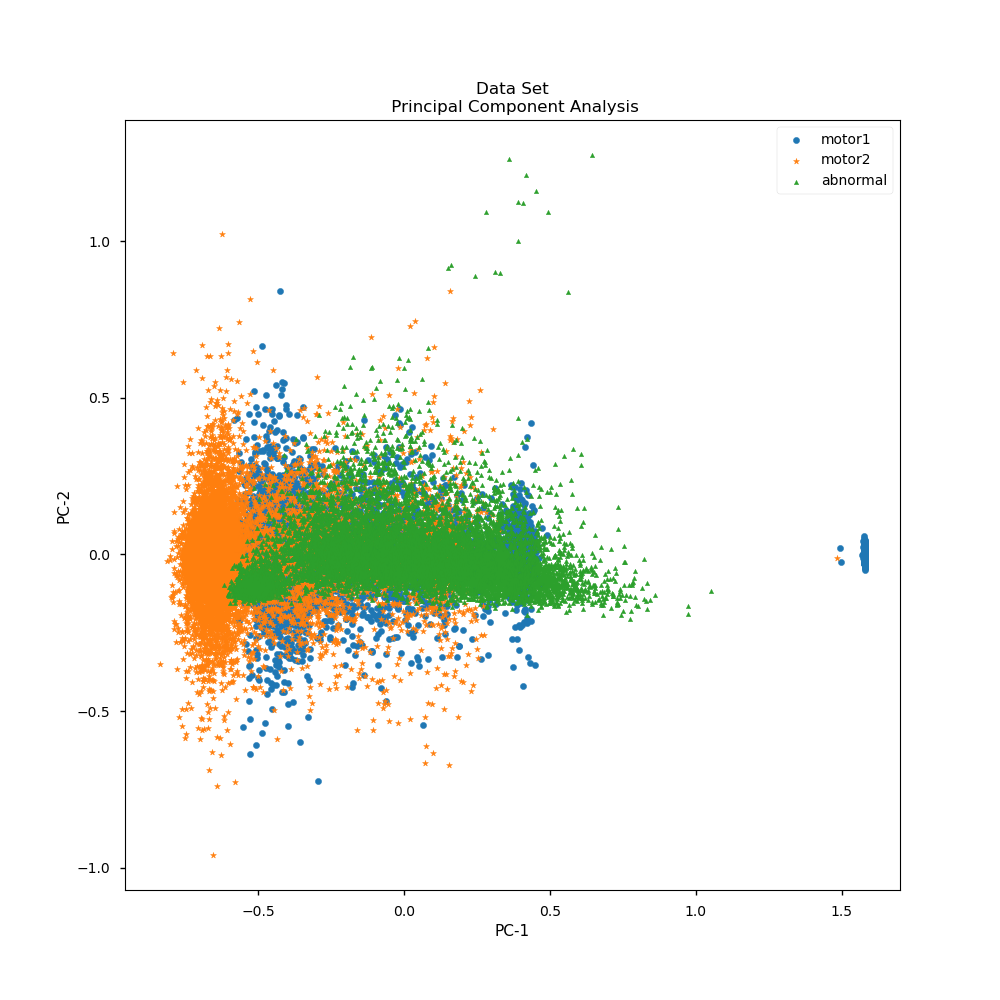 Data Set
Principal Component Analysis
motor1
motor2
abnormal
1.0
0.5
0.0
−0.5
−1.0
PC-2
−0.5
0.0
0.5
1.0
1.5
PC-1